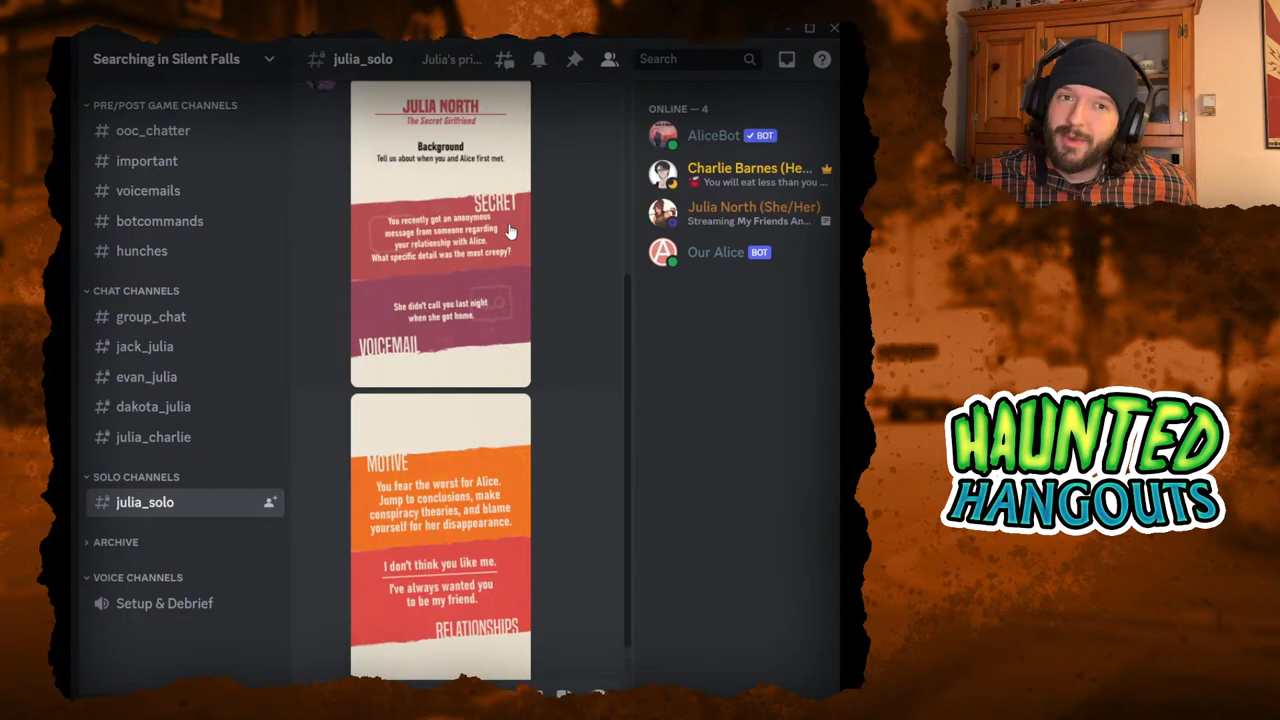 Searching in Silent Falls
PRE/POST GAME CHANNELS
# ooc_chatter
# important
# voicemails
# botcommands
# hunches
CHAT CHANNELS
# group_chat
# jack_julia
# evan_julia
# dakota_julia
# julia_charlie
SOLO CHANNELS
# julia_solo
ARCHIVE
VOICE CHANNELS
Setup & Debrief
# julia_solo
Julia's pri...
Search
JULIA NORTH
The Secret Girlfriend
Background
Tell us about when you and Alice first met.
SECRET
You recently got an anonymous
message from someone regarding
your relationship with Alice.
What specific detail was the most creepy?
She didn't call you last night
when she got home.
VOICEMAIL
MOTIVE
You fear the worst for Alice.
Jump to conclusions, make
conspiracy theories, and blame
yourself for her disappearance.
I don't think you like me.
I've always wanted you
to be my friend.
RELATIONSHIPS
ONLINE — 4
AliceBot ✓ BOT
Charlie Barnes (He...
You will eat less than you ...
Julia North (She/Her)
Streaming My Friends An...
Our Alice BOT
HAUNTED
HANGOUTS